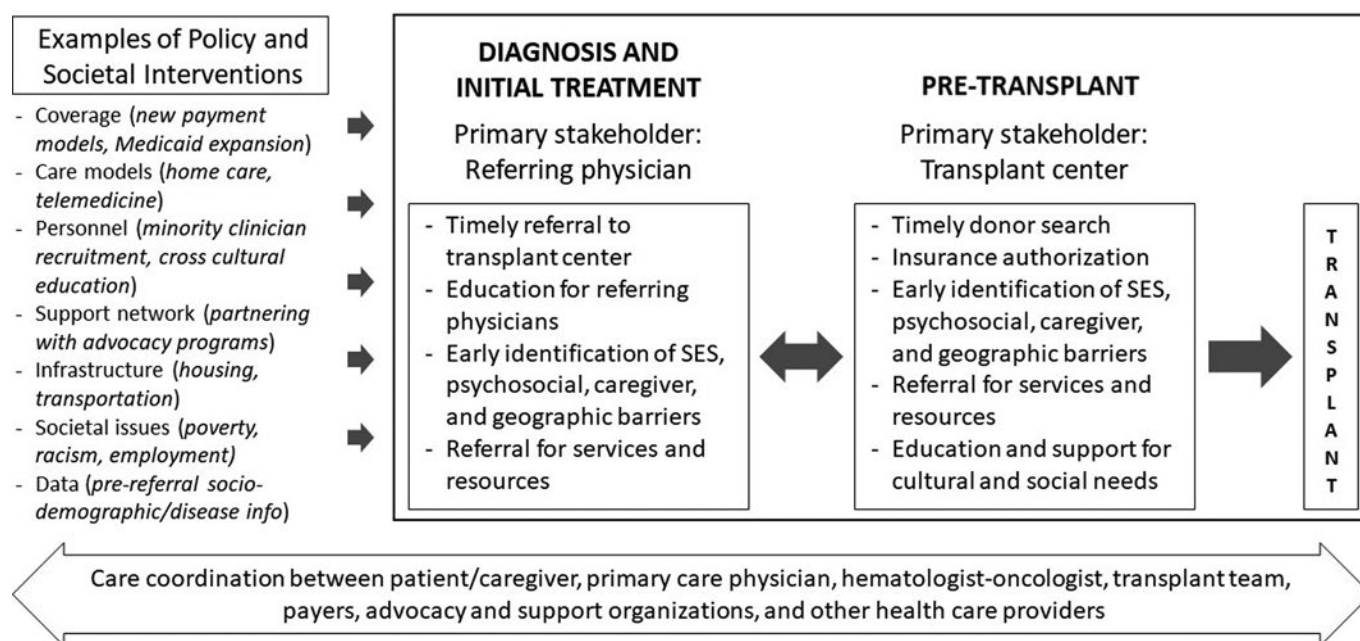 Examples of Policy and
Societal Interventions
- Coverage (new payment
models, Medicaid expansion)
- Care models (home care,
telemedicine)
- Personnel (minority clinician
recruitment, cross cultural
education)
- Support network (partnering
with advocacy programs)
- Infrastructure (housing,
transportation)
- Societal issues (poverty,
racism, employment)
- Data (pre-referral socio-
demographic/disease info)
DIAGNOSIS AND
INITIAL TREATMENT
Primary stakeholder:
Referring physician
- Timely referral to
transplant center
- Education for referring
physicians
- Early identification of SES,
psychosocial, caregiver,
and geographic barriers
- Referral for services and
resources
PRE-TRANSPLANT
Primary stakeholder:
Transplant center
- Timely donor search
- Insurance authorization
- Early identification of SES,
psychosocial, caregiver,
and geographic barriers
- Referral for services and
resources
- Education and support for
cultural and social needs
TRANSPLANT
Care coordination between patient/caregiver, primary care physician, hematologist-oncologist, transplant team,
payers, advocacy and support organizations, and other health care providers